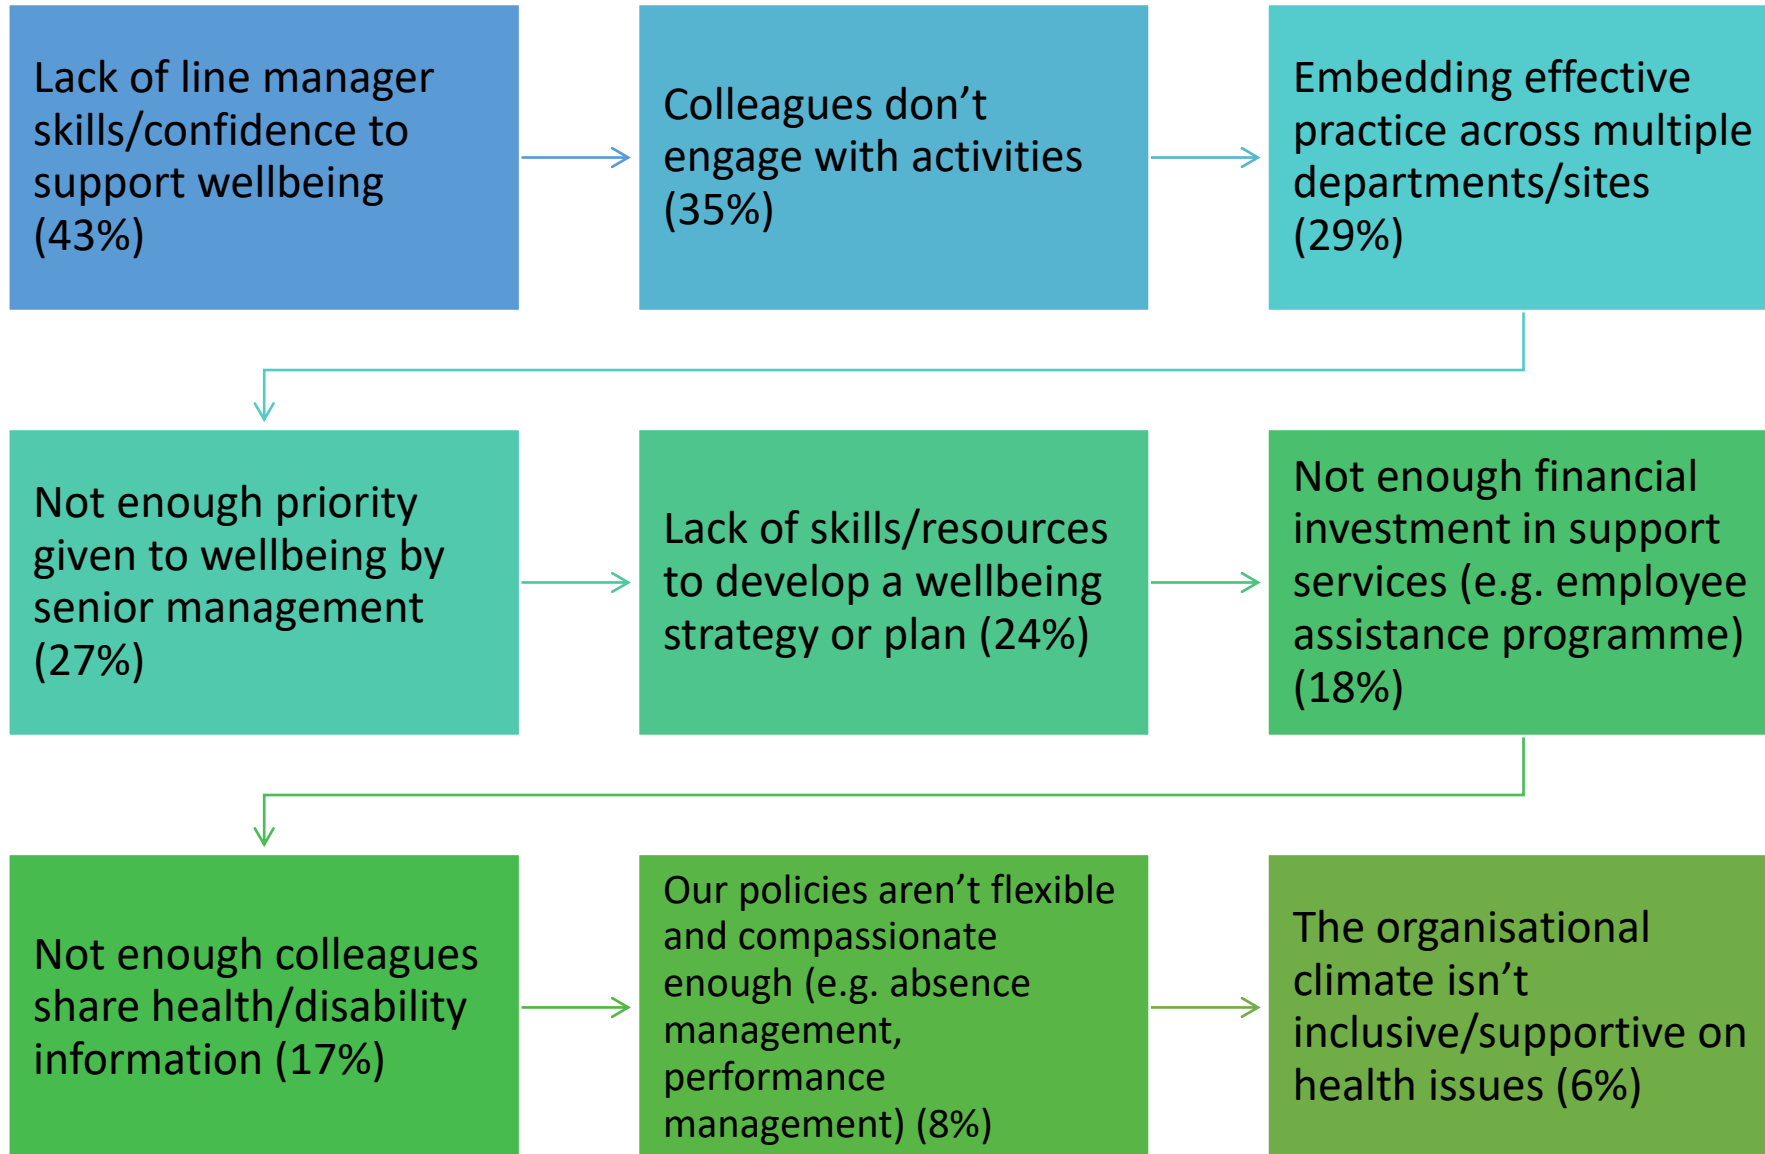 Lack of line manager
skills/confidence to
support wellbeing
(43%)
Colleagues don’t
engage with activities
(35%)
Embedding effective
practice across multiple
departments/sites
(29%)
Not enough priority
given to wellbeing by
senior management
(27%)
Lack of skills/resources
to develop a wellbeing
strategy or plan (24%)
Not enough financial
investment in support
services (e.g. employee
assistance programme)
(18%)
Not enough colleagues
share health/disability
information (17%)
Our policies aren’t flexible
and compassionate
enough (e.g. absence
management,
performance
management) (8%)
The organisational
climate isn’t
inclusive/supportive on
health issues (6%)